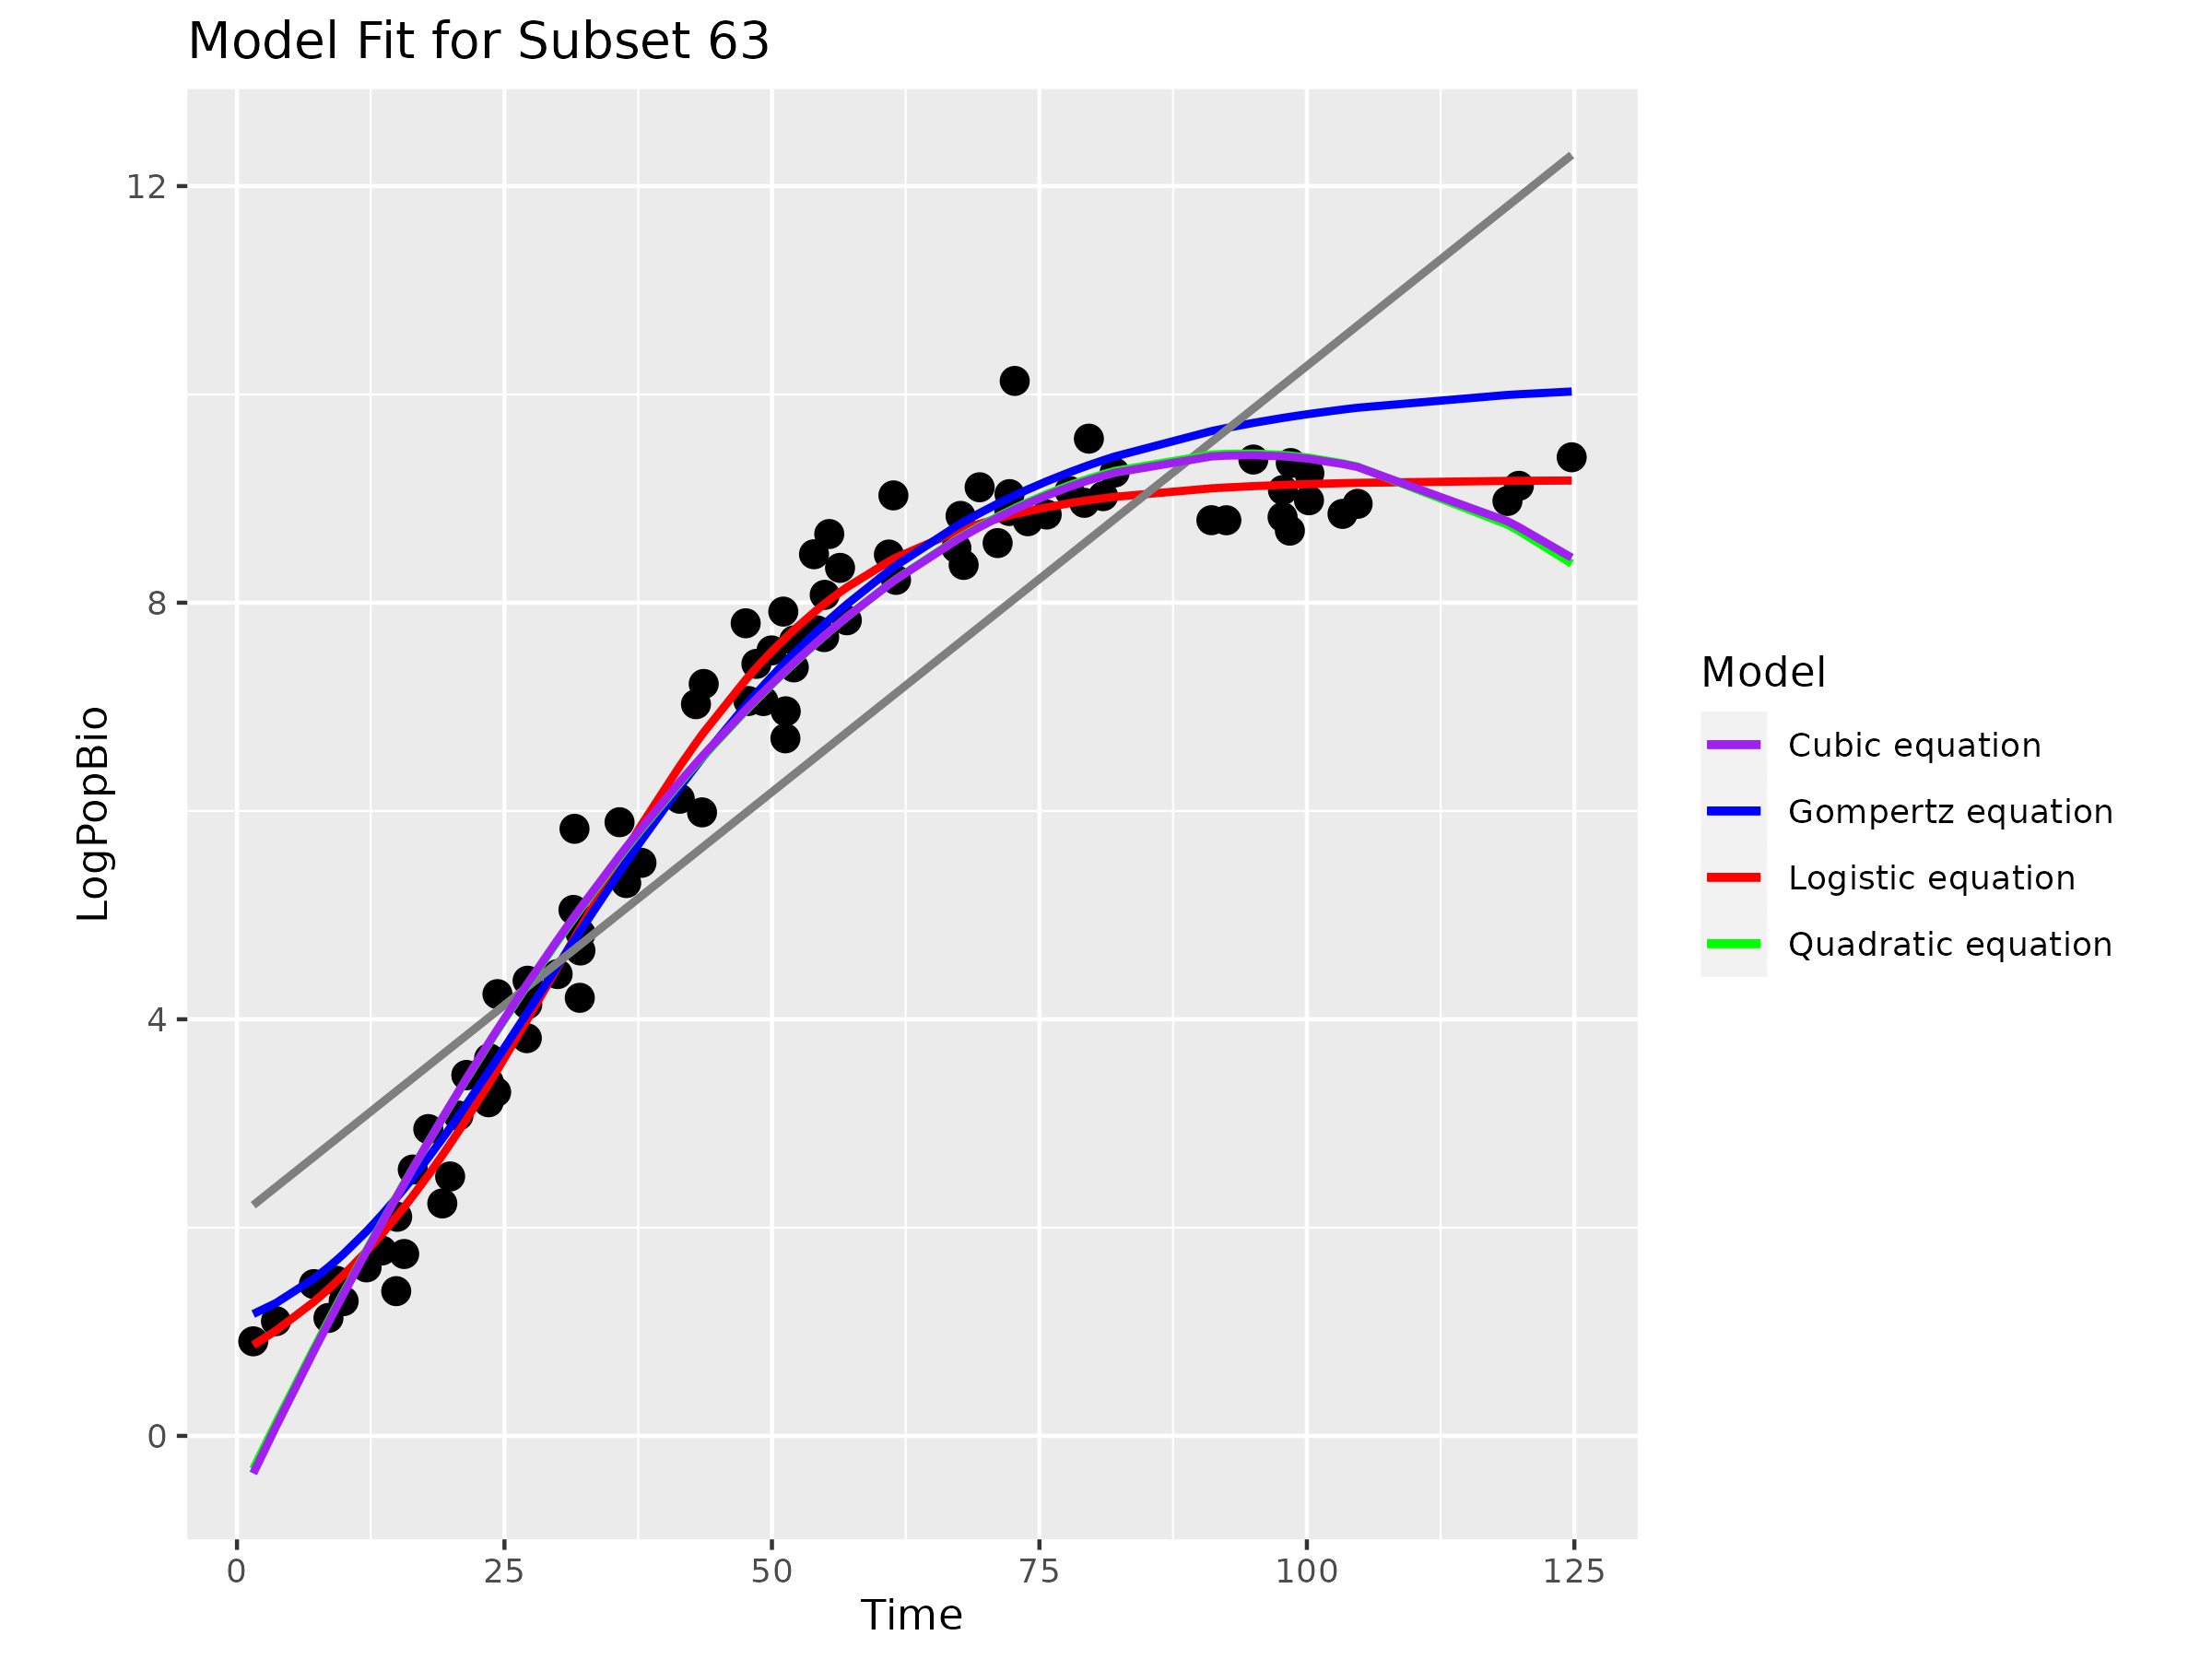 Model Fit for Subset 63
12
8
4
0
LogPopBio
0 25 50 75 100 125
Time
Model
Cubic equation
Gompertz equation
Logistic equation
Quadratic equation